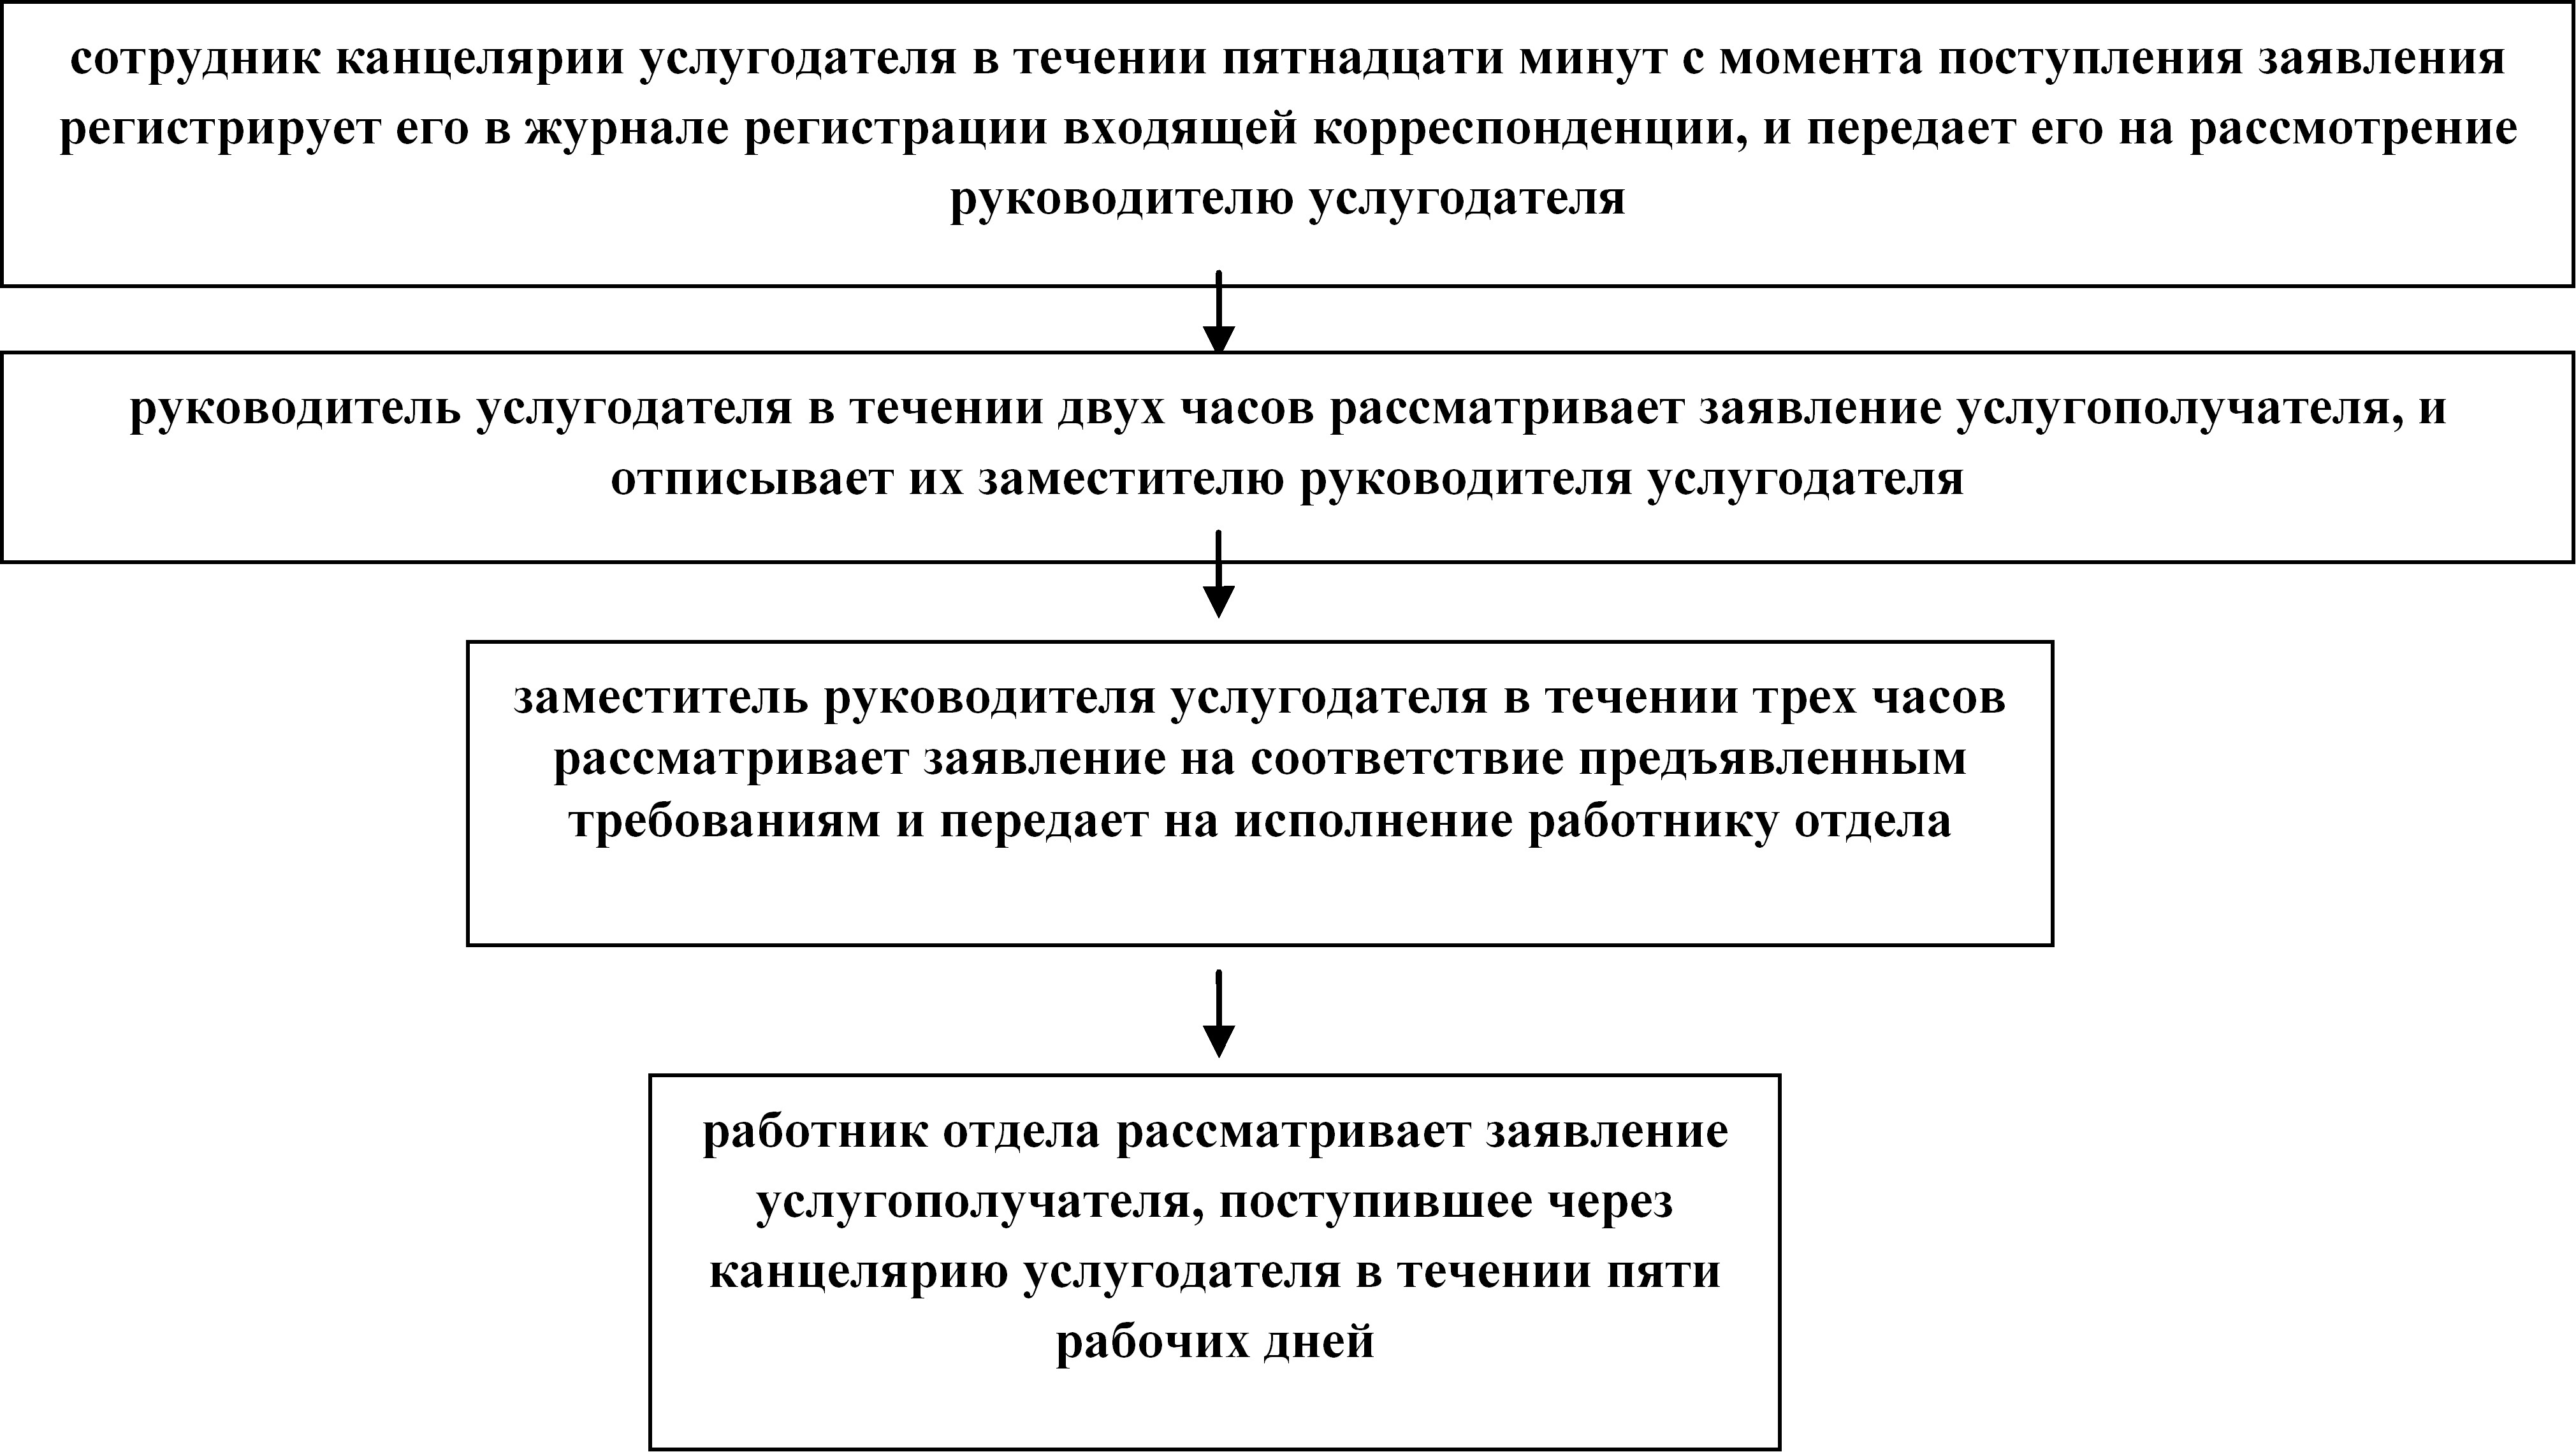 сотрудник канцелярии услугодателя в течении пятнадцати минут с момента поступления заявления
регистрирует его в журнале регистрации входящей корреспонденции, и передает его на рассмотрение
руководителю услугодателя
руководитель услугодателя в течении двух часов рассматривает заявление услугополучателя, и
отписывает их заместителю руководителя услугодателя
заместитель руководителя услугодателя в течении трех часов
рассматривает заявление на соответствие предъявленным
требованиям и передает на исполнение работнику отдела
работник отдела рассматривает заявление
услугополучателя, поступившее через
канцелярию услугодателя в течении пяти
рабочих дней